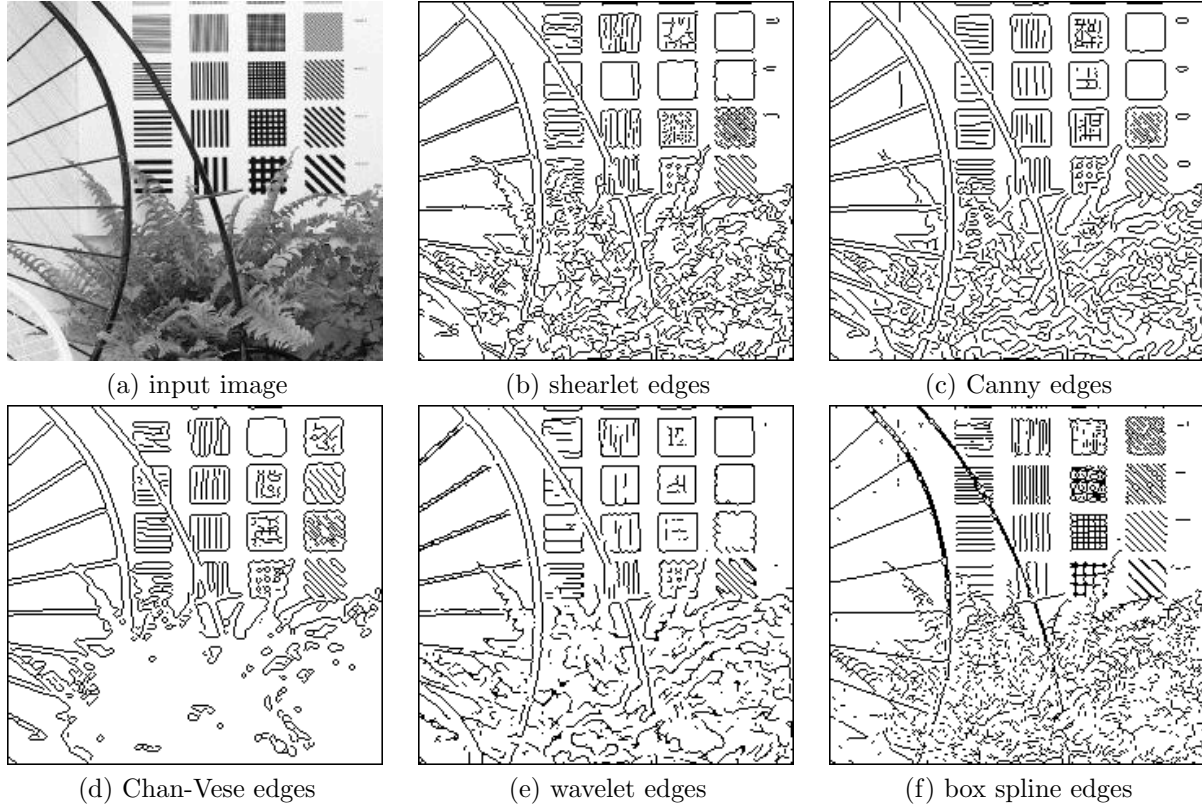 (a) input image
(b) shearlet edges
(c) Canny edges
(d) Chan-Vese edges
(e) wavelet edges
(f) box spline edges